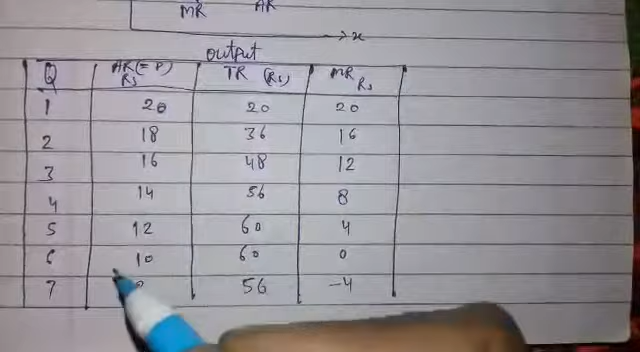 MR AR
→ x
output
Q AR(=P) Rs TR (Rs) MR Rs
1 20 20 20
2 18 36 16
3 16 48 12
4 14 56 8
5 12 60 4
6 10 60 0
7 56 -4